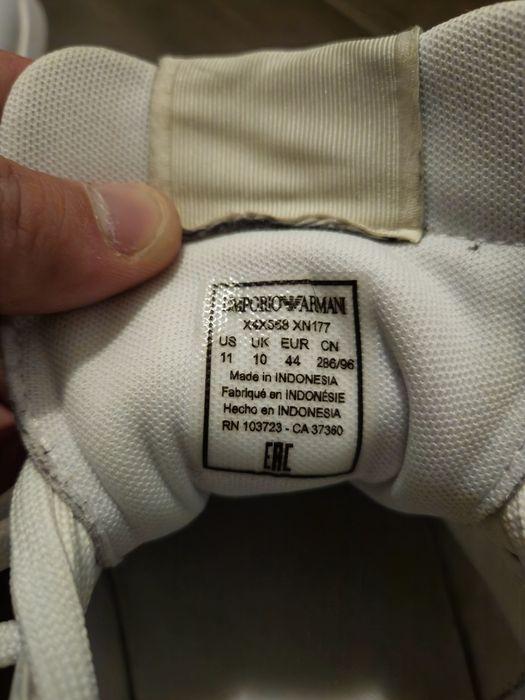 EMPORIO ARMANI
X4X568 XN177
US UK EUR CN
11 10 44 286/96
Made in INDONESIA
Fabriqué en INDONÉSIE
Hecho en INDONESIA
RN 103723 - CA 37360
EAC